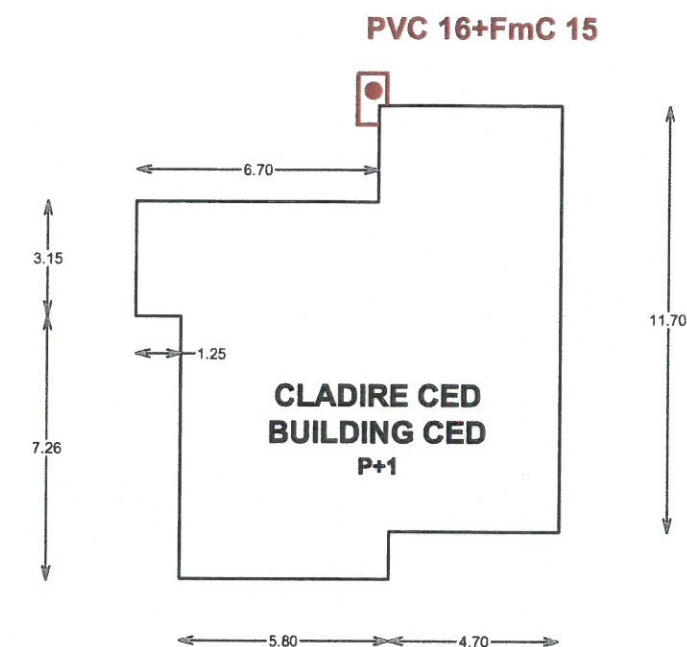 PVC 16+FmC 15
6.70
3.15
11.70
1.25
CLADIRE CED
BUILDING CED
7.26
P+1
5.80
4.70